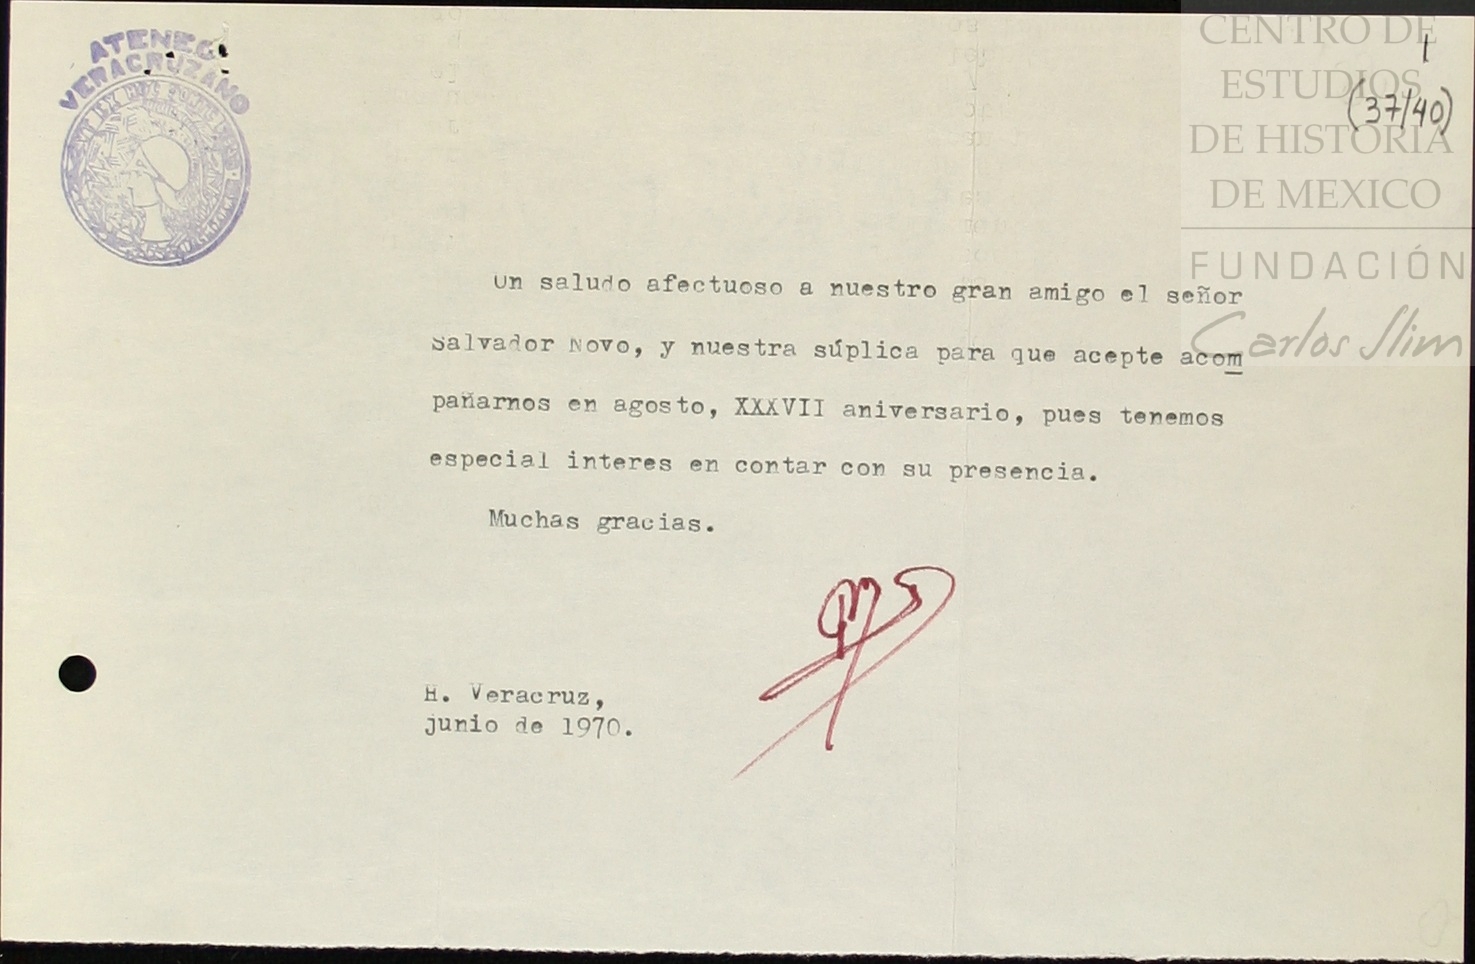 ATENEO
VERACRUZANO
CENTRO DE
ESTUDIOS
DE HISTORIA
DE MEXICO
FUNDACIÓN
Carlos Slim
1
(37/40)
Un saludo afectuoso a nuestro gran amigo el señor
Salvador Novo, y nuestra súplica para que acepte acom
pañarnos en agosto, XXXVII aniversario, pues tenemos
especial interes en contar con su presencia.
Muchas gracias.
H. Veracruz,
junio de 1970.